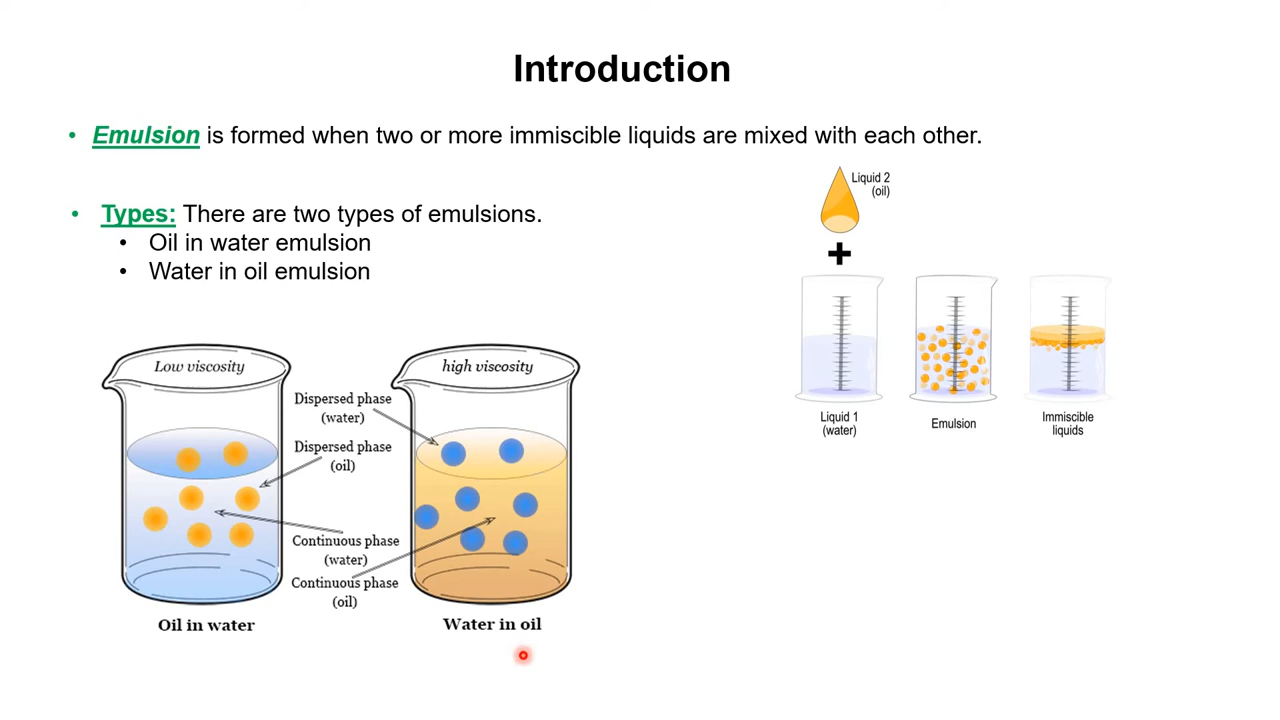 Introduction
• Emulsion is formed when two or more immiscible liquids are mixed with each other.
• Types: There are two types of emulsions.
• Oil in water emulsion
• Water in oil emulsion
Liquid 2
(oil)
+
Liquid 1
(water)
Emulsion
Immiscible
liquids
Low viscosity
high viscosity
Dispersed phase
(water)
Dispersed phase
(oil)
Continuous phase
(water)
Continuous phase
(oil)
Oil in water
Water in oil